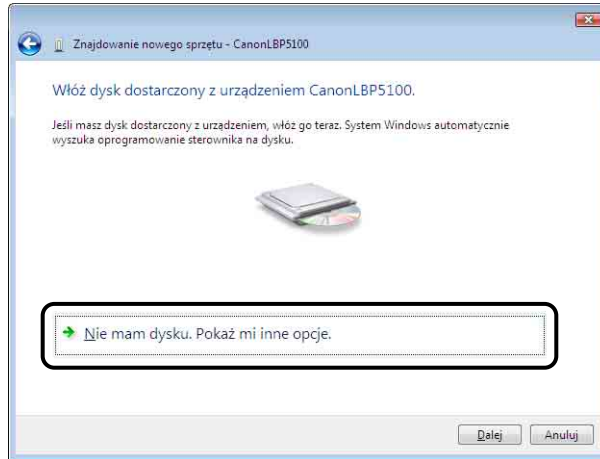 Znajdowanie nowego sprzętu - CanonLBP5100
Włóż dysk dostarczony z urządzeniem CanonLBP5100.
Jeśli masz dysk dostarczony z urządzeniem, włóż go teraz. System Windows automatycznie
wyszuka oprogramowanie sterownika na dysku.
Nie mam dysku. Pokaż mi inne opcje.
Dalej Anuluj